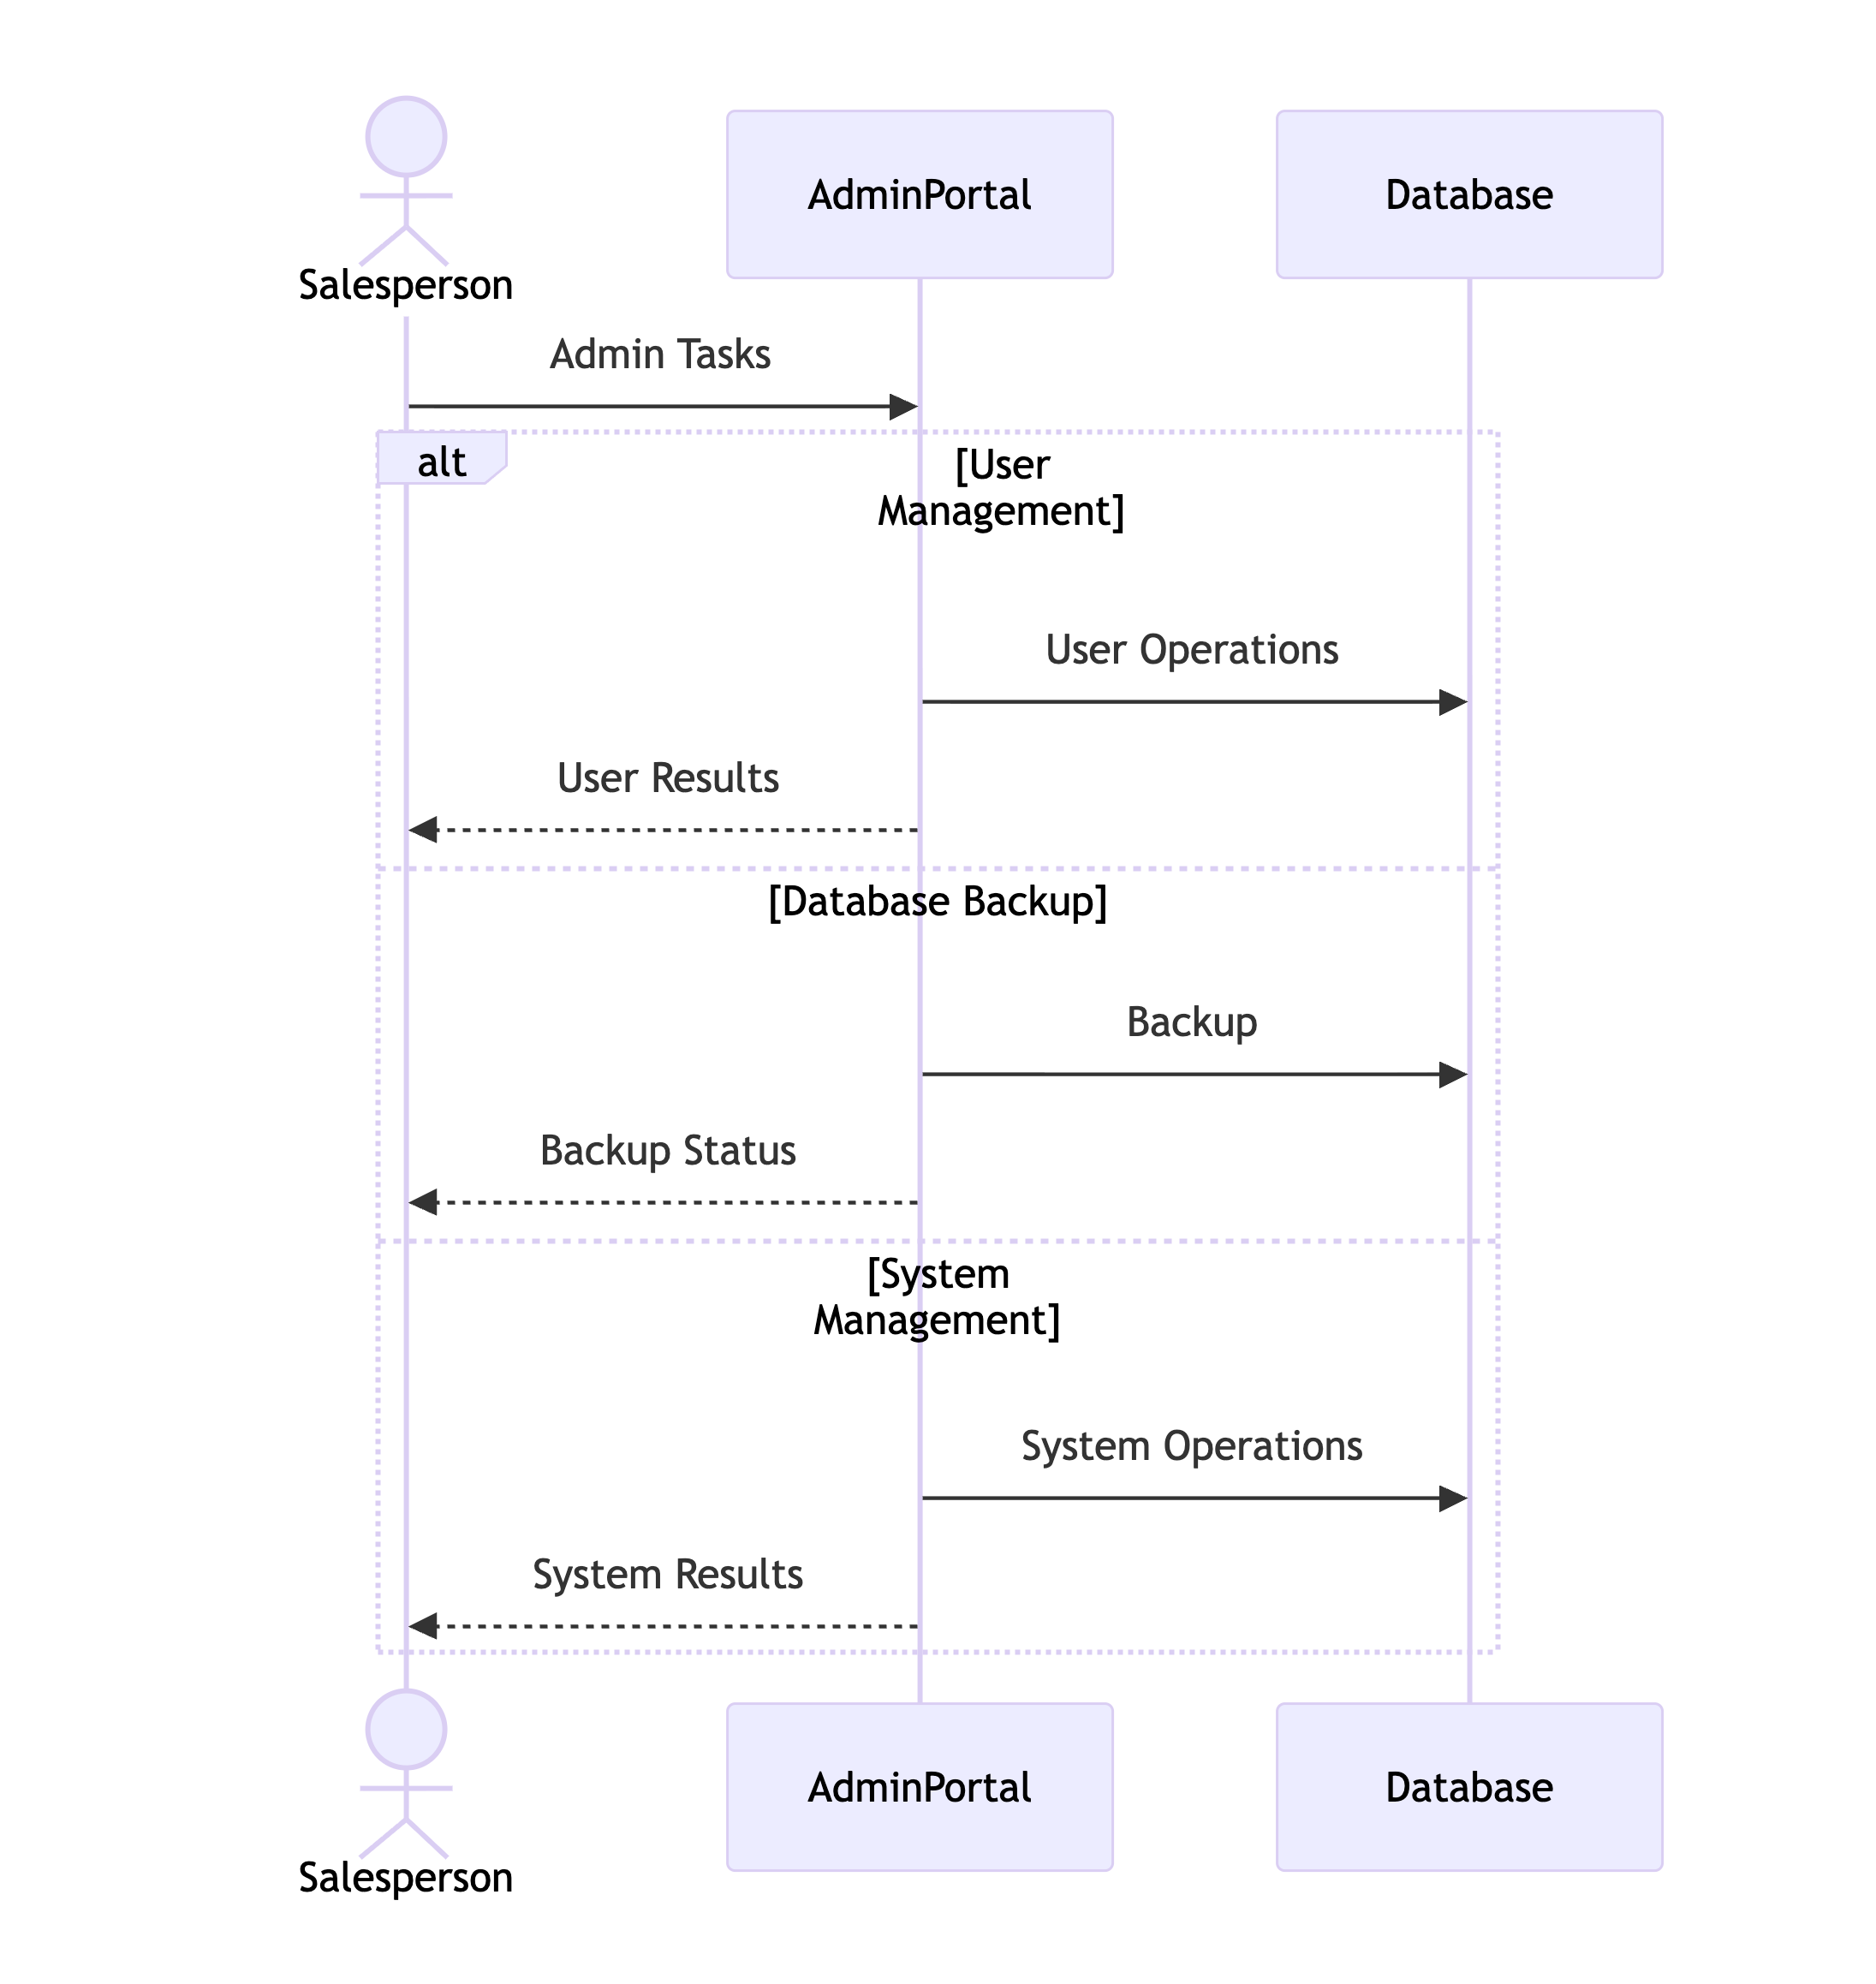 Salesperson
AdminPortal
Database
Admin Tasks
alt
[User
Management]
User Operations
User Results
[Database Backup]
Backup
Backup Status
[System
Management]
System Operations
System Results
Salesperson
AdminPortal
Database